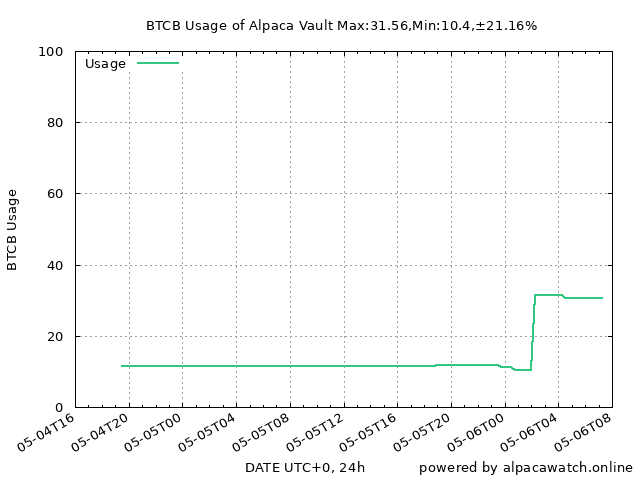 BTCB Usage of Alpaca Vault Max:31.56,Min:10.4,±21.16%
Usage
100
80
60
40
20
0
BTCB Usage
05-04T16
05-04T20
05-05T00
05-05T04
05-05T08
05-05T12
05-05T16
05-05T20
05-06T00
05-06T04
05-06T08
DATE UTC+0, 24h
powered by alpacawatch.online